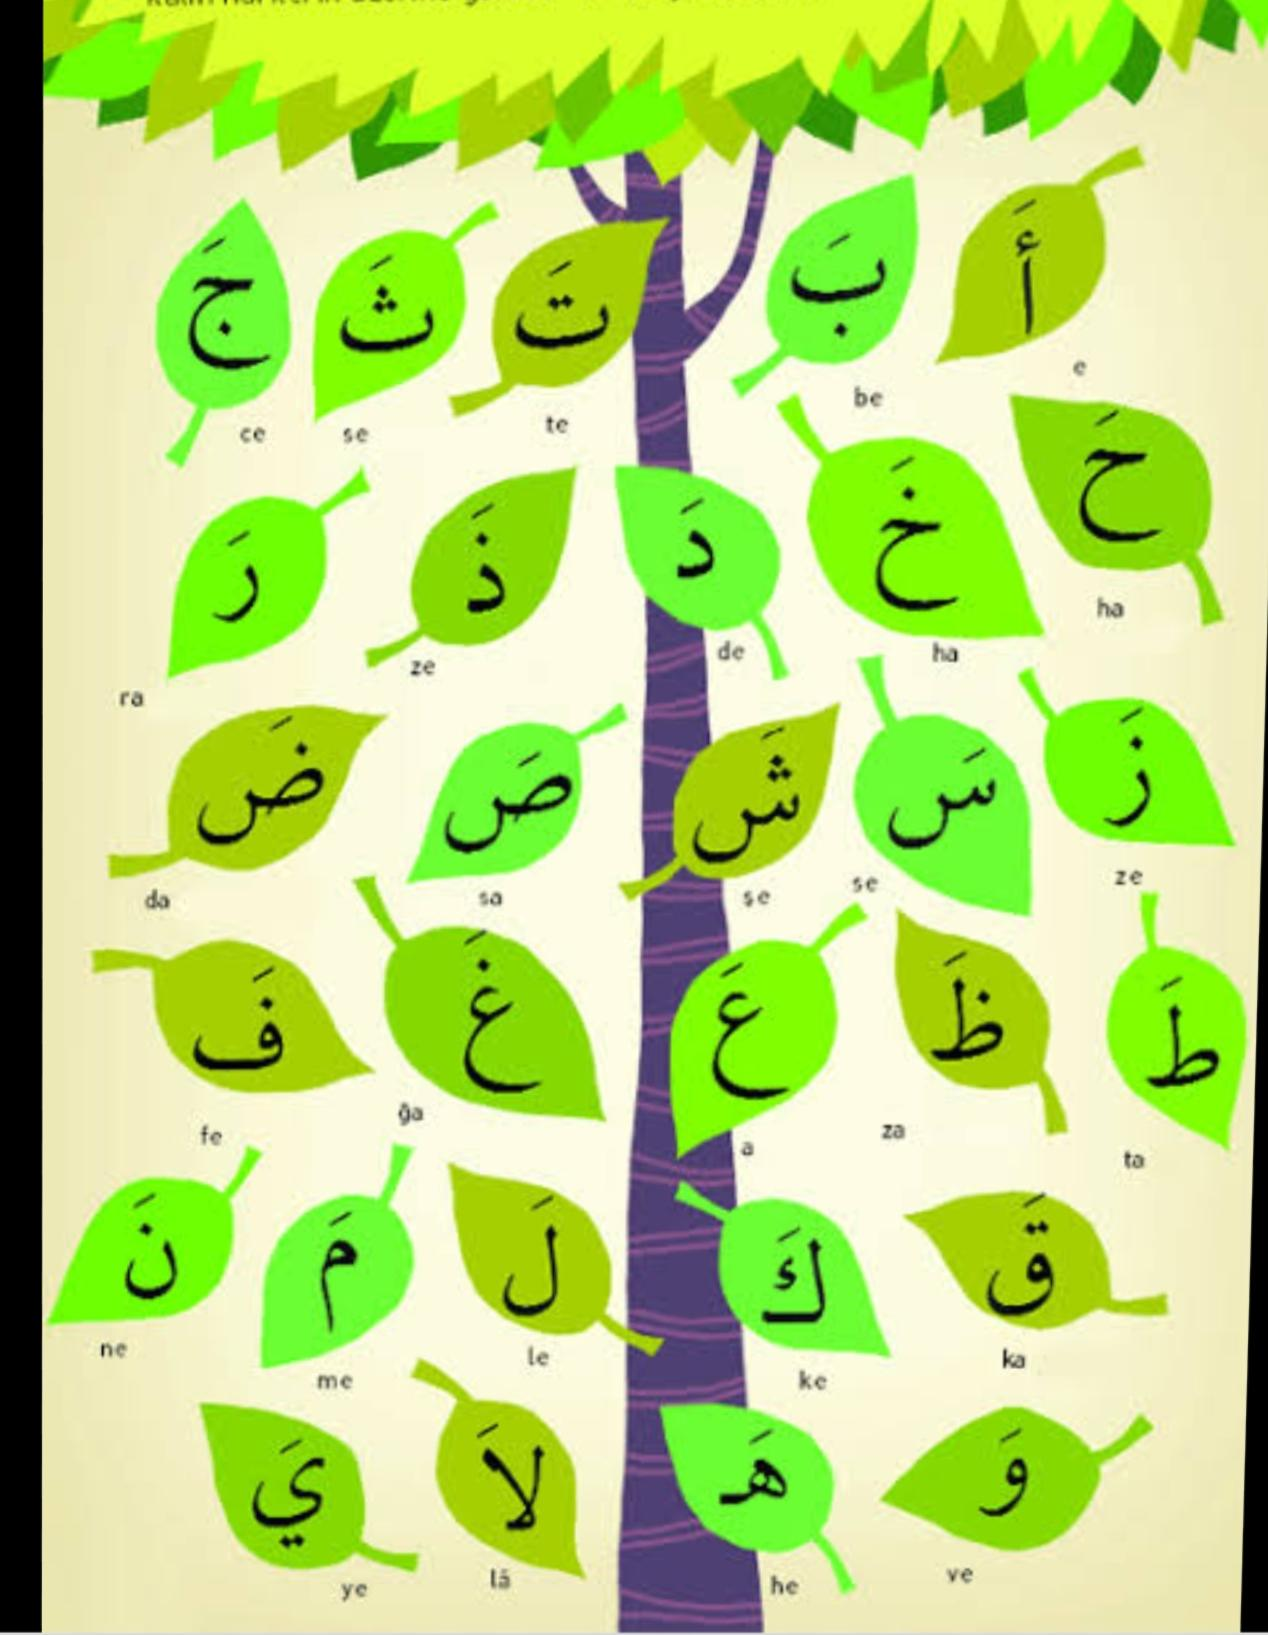 أَ بَ تَ ثَ جَ
e be te se ce
حَ خَ دَ ذَ رَ
ha ha de ze ra
زَ سَ شَ صَ ضَ
ze se şe sa da
طَ ظَ عَ غَ فَ
ta za a ğa fe
قَ كَ لَ مَ نَ
ka ke le me ne
وَ هَـ لاَ يَ
ve he lâ ye